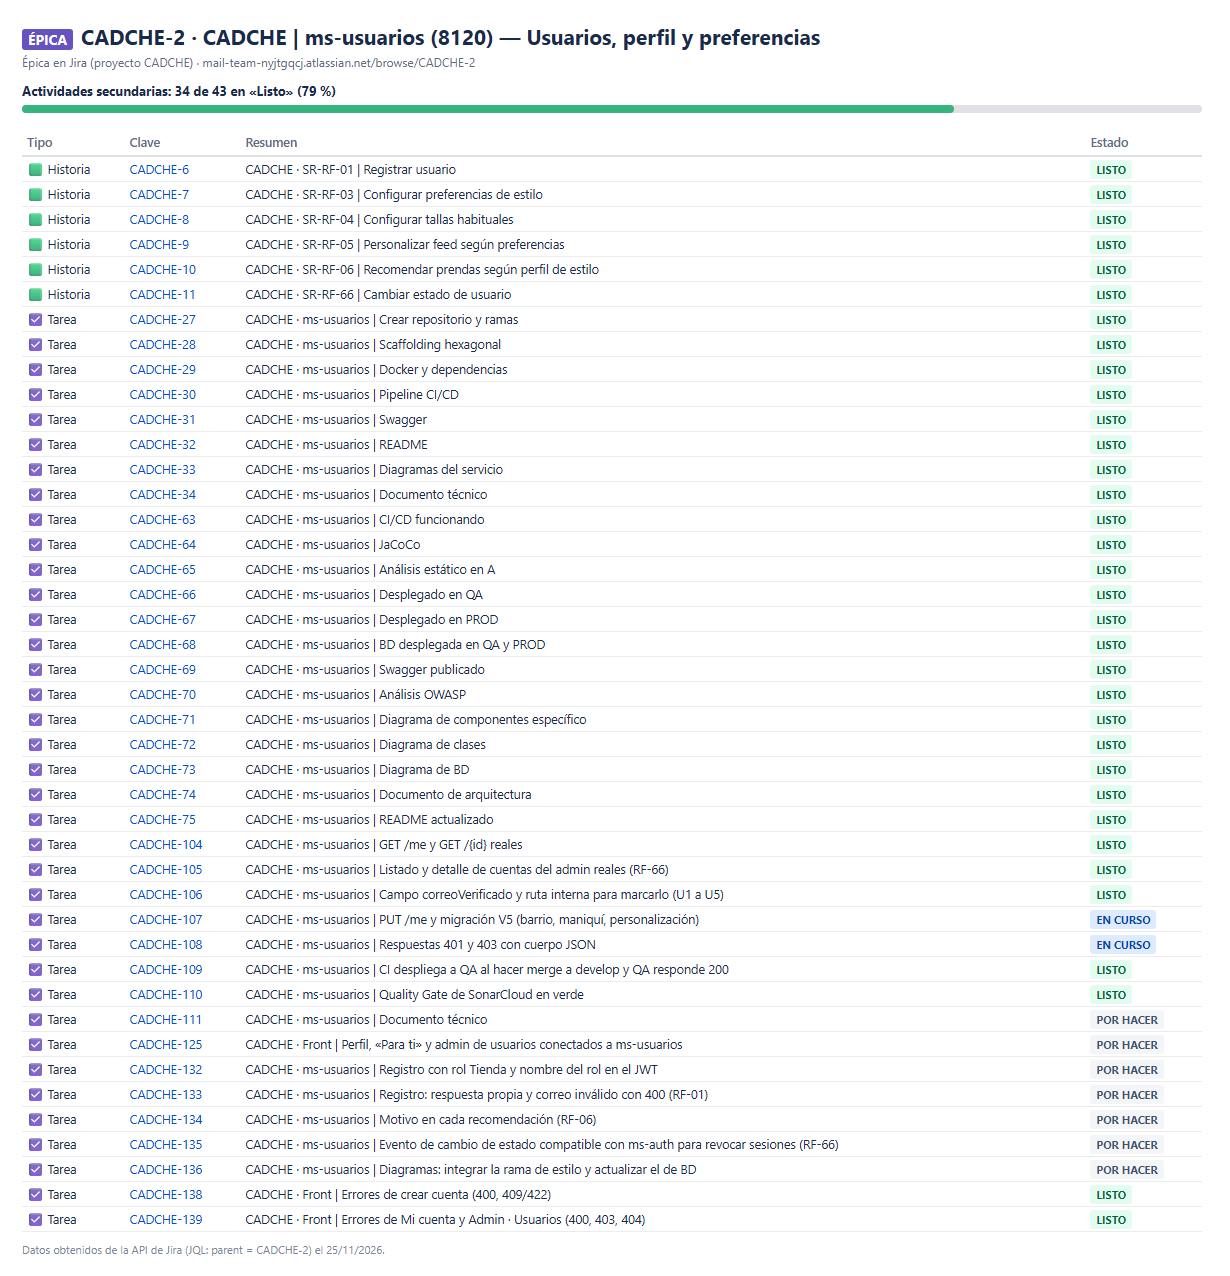 ÉPICA CADCHE-2 · CADCHE | ms-usuarios (8120) — Usuarios, perfil y preferencias
Épica en Jira (proyecto CADCHE) · mail-team-nyjtgqcj.atlassian.net/browse/CADCHE-2
Actividades secundarias: 34 de 43 en «Listo» (79 %)
Tipo Clave Resumen Estado
Historia CADCHE-6 CADCHE · SR-RF-01 | Registrar usuario LISTO
Historia CADCHE-7 CADCHE · SR-RF-03 | Configurar preferencias de estilo LISTO
Historia CADCHE-8 CADCHE · SR-RF-04 | Configurar tallas habituales LISTO
Historia CADCHE-9 CADCHE · SR-RF-05 | Personalizar feed según preferencias LISTO
Historia CADCHE-10 CADCHE · SR-RF-06 | Recomendar prendas según perfil de estilo LISTO
Historia CADCHE-11 CADCHE · SR-RF-66 | Cambiar estado de usuario LISTO
Tarea CADCHE-27 CADCHE · ms-usuarios | Crear repositorio y ramas LISTO
Tarea CADCHE-28 CADCHE · ms-usuarios | Scaffolding hexagonal LISTO
Tarea CADCHE-29 CADCHE · ms-usuarios | Docker y dependencias LISTO
Tarea CADCHE-30 CADCHE · ms-usuarios | Pipeline CI/CD LISTO
Tarea CADCHE-31 CADCHE · ms-usuarios | Swagger LISTO
Tarea CADCHE-32 CADCHE · ms-usuarios | README LISTO
Tarea CADCHE-33 CADCHE · ms-usuarios | Diagramas del servicio LISTO
Tarea CADCHE-34 CADCHE · ms-usuarios | Documento técnico LISTO
Tarea CADCHE-63 CADCHE · ms-usuarios | CI/CD funcionando LISTO
Tarea CADCHE-64 CADCHE · ms-usuarios | JaCoCo LISTO
Tarea CADCHE-65 CADCHE · ms-usuarios | Análisis estático en A LISTO
Tarea CADCHE-66 CADCHE · ms-usuarios | Desplegado en QA LISTO
Tarea CADCHE-67 CADCHE · ms-usuarios | Desplegado en PROD LISTO
Tarea CADCHE-68 CADCHE · ms-usuarios | BD desplegada en QA y PROD LISTO
Tarea CADCHE-69 CADCHE · ms-usuarios | Swagger publicado LISTO
Tarea CADCHE-70 CADCHE · ms-usuarios | Análisis OWASP LISTO
Tarea CADCHE-71 CADCHE · ms-usuarios | Diagrama de componentes específico LISTO
Tarea CADCHE-72 CADCHE · ms-usuarios | Diagrama de clases LISTO
Tarea CADCHE-73 CADCHE · ms-usuarios | Diagrama de BD LISTO
Tarea CADCHE-74 CADCHE · ms-usuarios | Documento de arquitectura LISTO
Tarea CADCHE-75 CADCHE · ms-usuarios | README actualizado LISTO
Tarea CADCHE-104 CADCHE · ms-usuarios | GET /me y GET /{id} reales LISTO
Tarea CADCHE-105 CADCHE · ms-usuarios | Listado y detalle de cuentas del admin reales (RF-66) LISTO
Tarea CADCHE-106 CADCHE · ms-usuarios | Campo correoVerificado y ruta interna para marcarlo (U1 a U5) LISTO
Tarea CADCHE-107 CADCHE · ms-usuarios | PUT /me y migración V5 (barrio, maniquí, personalización) EN CURSO
Tarea CADCHE-108 CADCHE · ms-usuarios | Respuestas 401 y 403 con cuerpo JSON EN CURSO
Tarea CADCHE-109 CADCHE · ms-usuarios | CI despliega a QA al hacer merge a develop y QA responde 200 LISTO
Tarea CADCHE-110 CADCHE · ms-usuarios | Quality Gate de SonarCloud en verde LISTO
Tarea CADCHE-111 CADCHE · ms-usuarios | Documento técnico POR HACER
Tarea CADCHE-125 CADCHE · Front | Perfil, «Para ti» y admin de usuarios conectados a ms-usuarios POR HACER
Tarea CADCHE-132 CADCHE · ms-usuarios | Registro con rol Tienda y nombre del rol en el JWT POR HACER
Tarea CADCHE-133 CADCHE · ms-usuarios | Registro: respuesta propia y correo inválido con 400 (RF-01) POR HACER
Tarea CADCHE-134 CADCHE · ms-usuarios | Motivo en cada recomendación (RF-06) POR HACER
Tarea CADCHE-135 CADCHE · ms-usuarios | Evento de cambio de estado compatible con ms-auth para revocar sesiones (RF-66) POR HACER
Tarea CADCHE-136 CADCHE · ms-usuarios | Diagramas: integrar la rama de estilo y actualizar el de BD POR HACER
Tarea CADCHE-138 CADCHE · Front | Errores de crear cuenta (400, 409/422) LISTO
Tarea CADCHE-139 CADCHE · Front | Errores de Mi cuenta y Admin · Usuarios (400, 403, 404) LISTO
Datos obtenidos de la API de Jira (JQL: parent = CADCHE-2) el 25/11/2026.